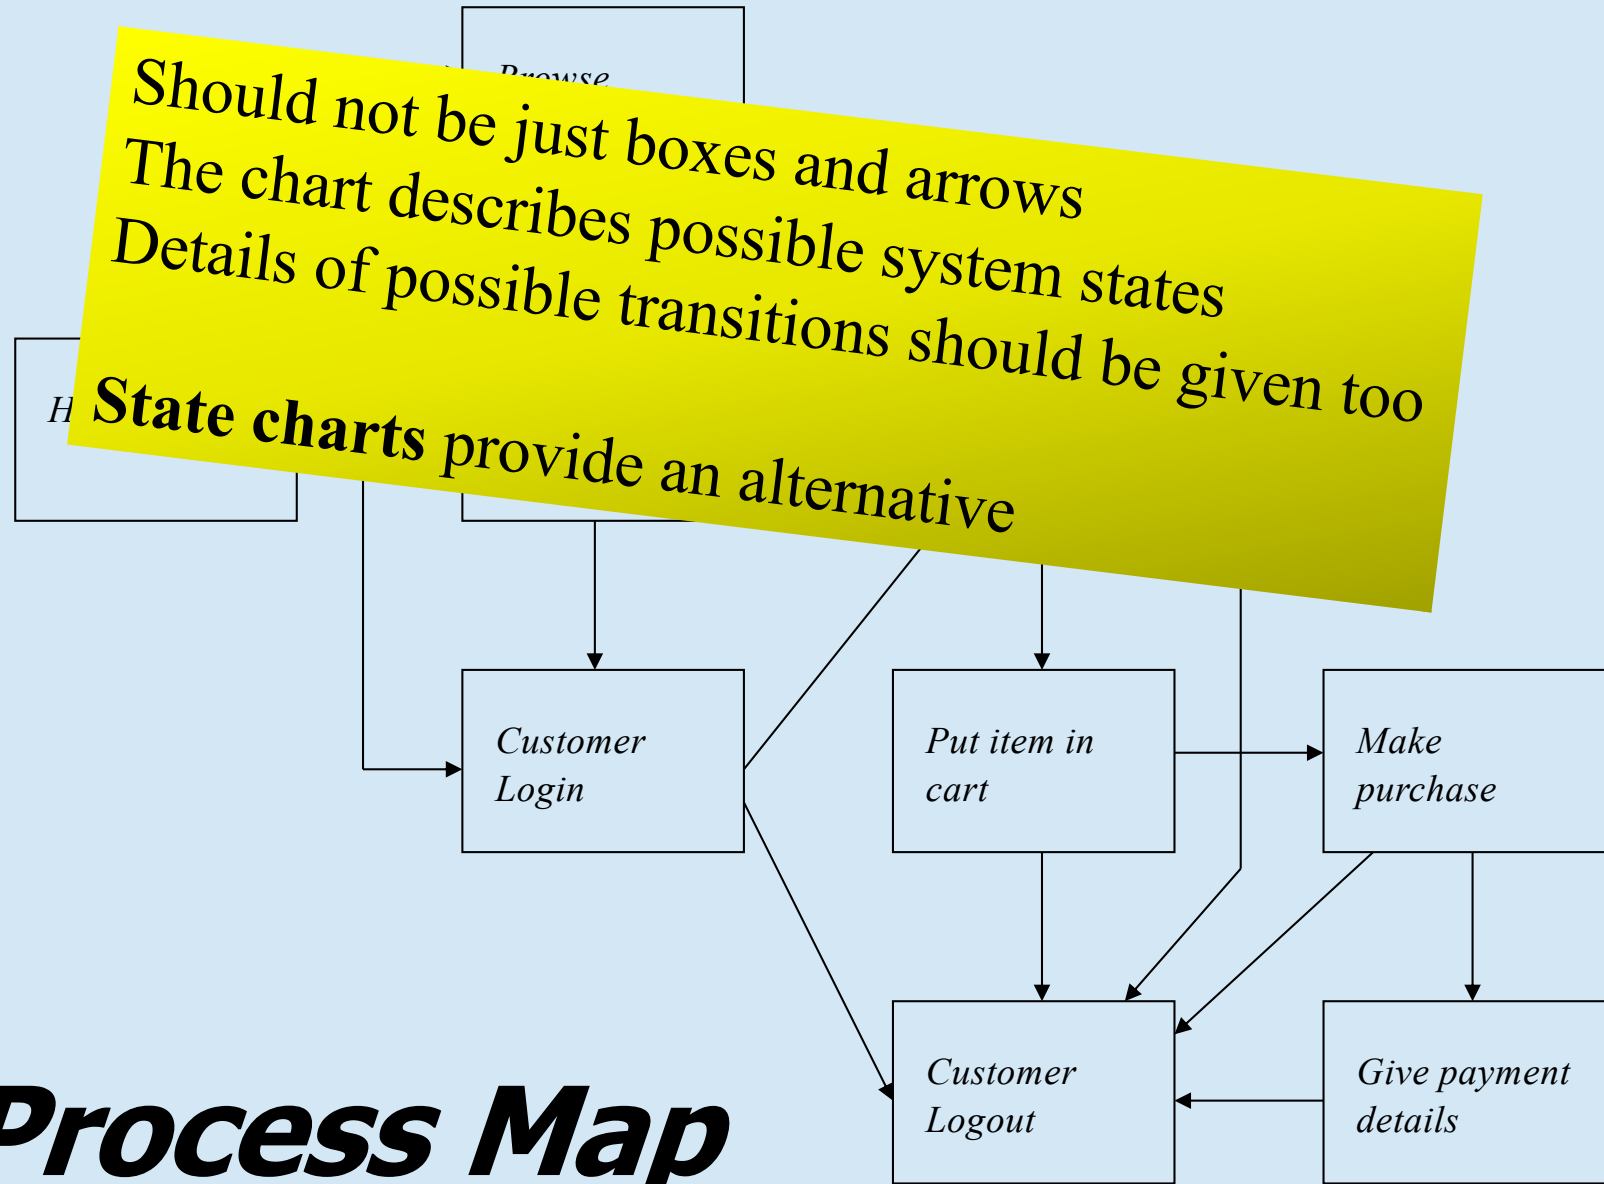 Browse
Should not be just boxes and arrows
The chart describes possible system states
Details of possible transitions should be given too
State charts provide an alternative
Customer
Login
Put item in
cart
Make
purchase
Customer
Logout
Give payment
details
Process Map